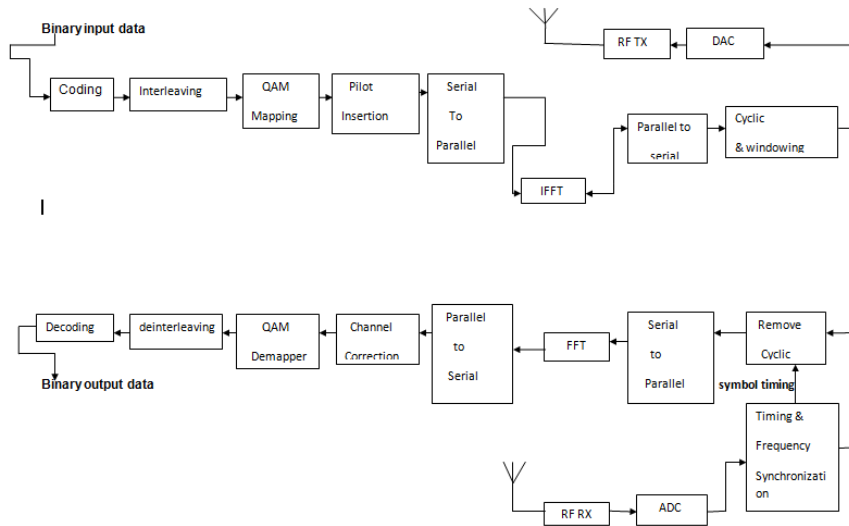 Binary input data
Coding
Interleaving
QAM
Mapping
Pilot
Insertion
Serial
To
Parallel
IFFT
Parallel to
serial
Cyclic
& windowing
DAC
RF TX
RF RX
ADC
Timing &
Frequency
Synchronizati
on
symbol timing
Remove
Cyclic
Serial
to
Parallel
FFT
Parallel
to
Serial
Channel
Correction
QAM
Demapper
deinterleaving
Decoding
Binary output data